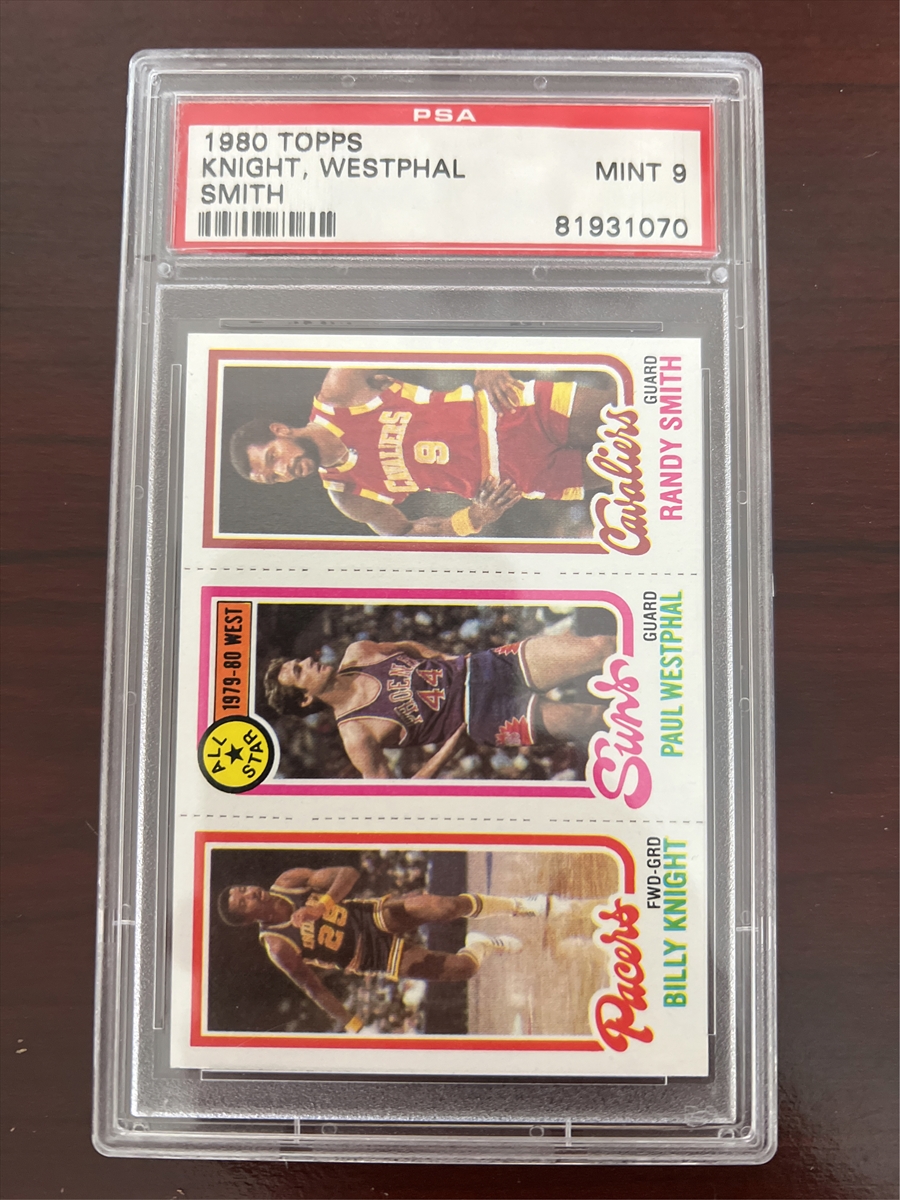 PSA
1980 TOPPS
KNIGHT, WESTPHAL
SMITH
MINT 9
81931070
CAVALIERS
9
Cavaliers
GUARD
RANDY SMITH
1979-80 WEST
ALL
STAR
PHOENIX
44
Suns
GUARD
PAUL WESTPHAL
25
Pacers
FWD-GRD
BILLY KNIGHT